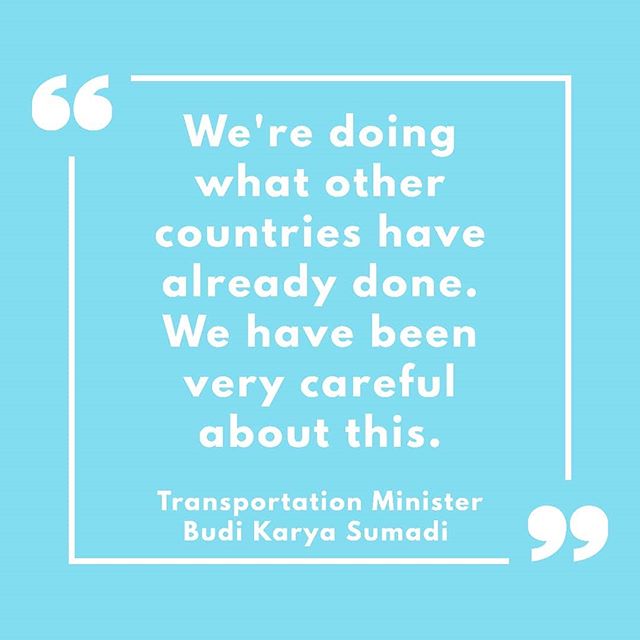 “
We're doing
what other
countries have
already done.
We have been
very careful
about this.
Transportation Minister
Budi Karya Sumadi
”